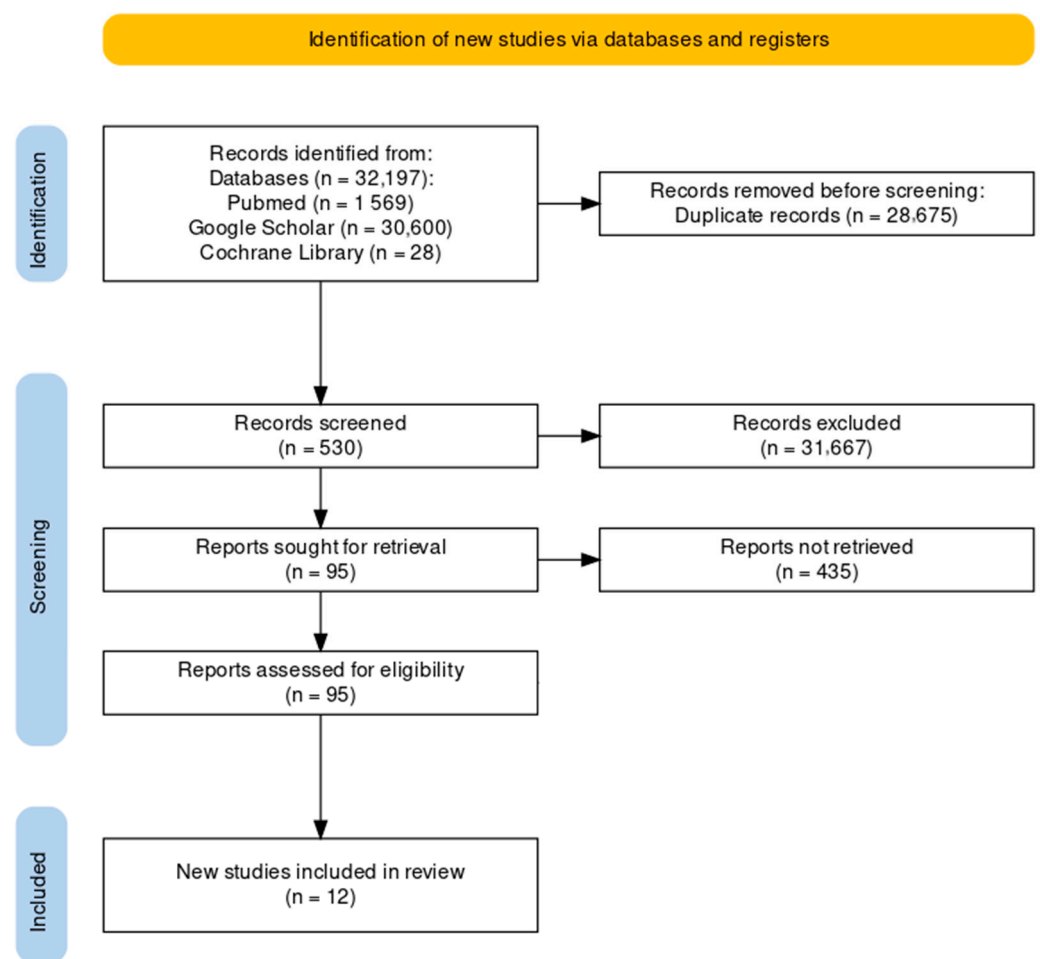 Identification of new studies via databases and registers
Identification
Records identified from:
Databases (n = 32,197):
Pubmed (n = 1 569)
Google Scholar (n = 30,600)
Cochrane Library (n = 28)
Records removed before screening:
Duplicate records (n = 28,675)
Screening
Records screened
(n = 530)
Records excluded
(n = 31,667)
Reports sought for retrieval
(n = 95)
Reports not retrieved
(n = 435)
Reports assessed for eligibility
(n = 95)
Included
New studies included in review
(n = 12)